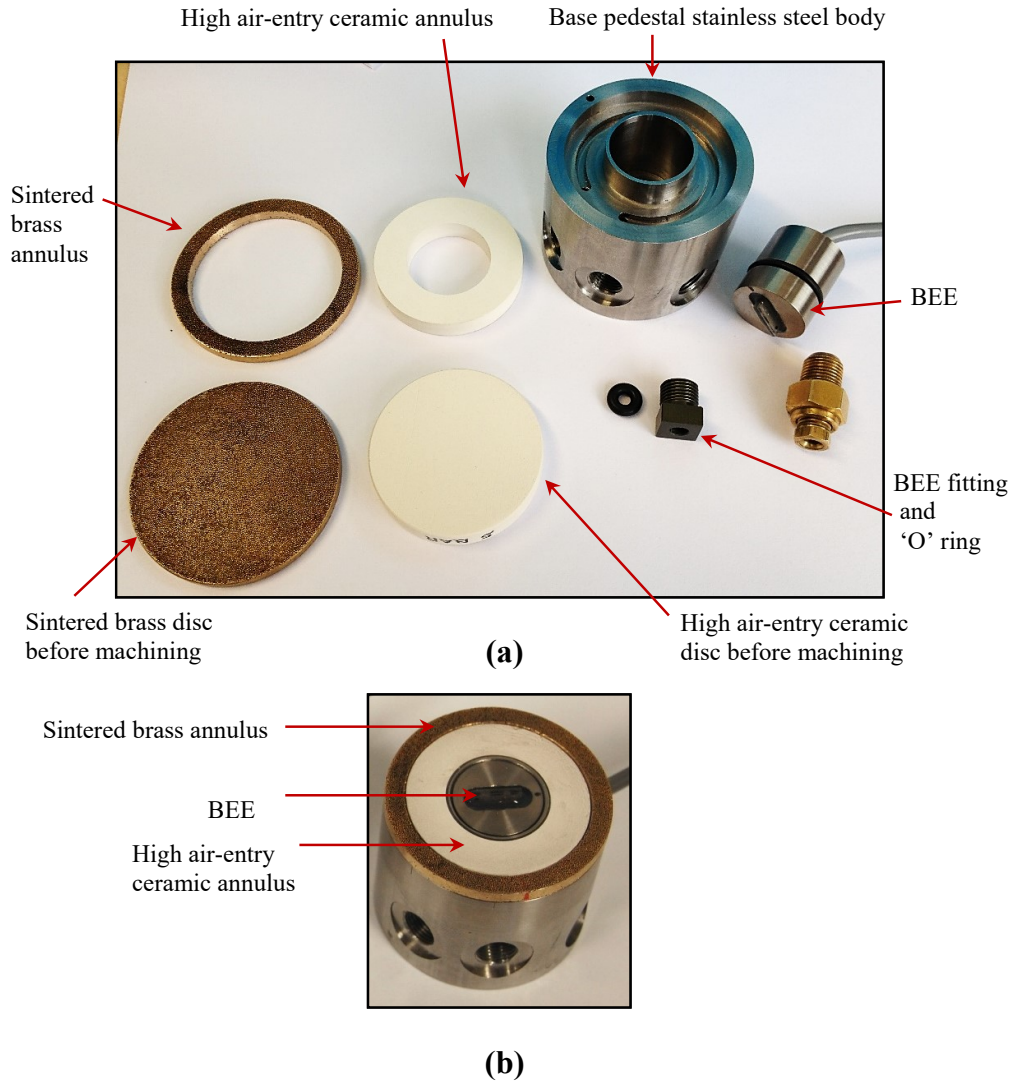 High air-entry ceramic annulus
Base pedestal stainless steel body
Sintered
brass
annulus
BEE
5 BAR
BEE fitting
and
‘O’ ring
Sintered brass disc
before machining
High air-entry ceramic
disc before machining
(a)
Sintered brass annulus
BEE
High air-entry
ceramic annulus
(b)